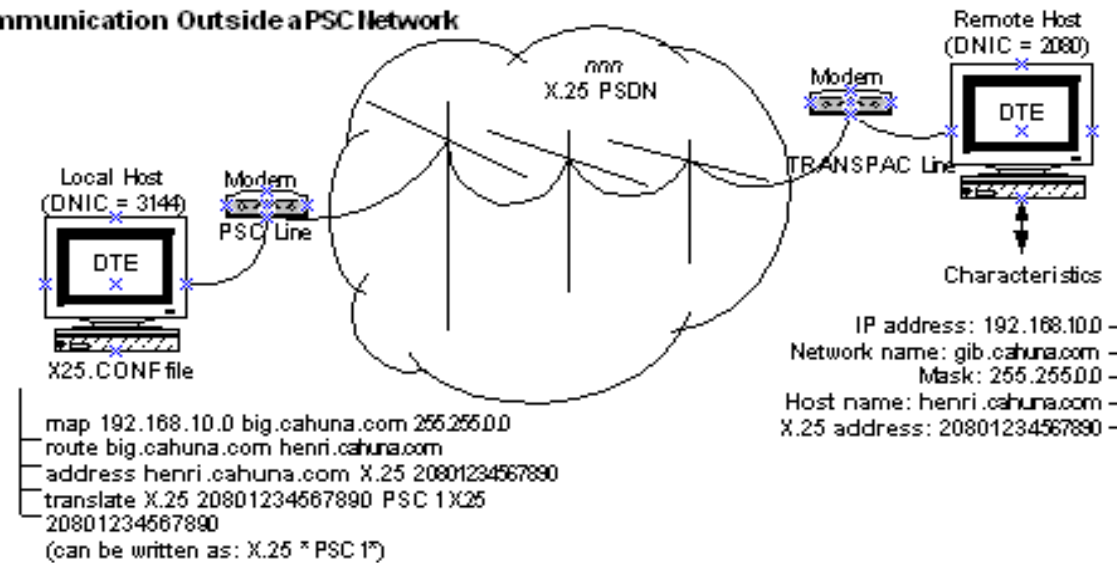 mmunication Outside a PSC Network
Remote Host
(DNIC = 2080)
DTE
Modem
TRANSPAC Line
X.25 PSDN
Local Host
(DNIC = 3144)
DTE
Modem
PSC Line
X25.CONF file
map 192.168.10.0 big.cahuna.com 255.255.0.0
route big.cahuna.com henri.cahuna.com
address henri.cahuna.com X.25 20801234567890
translate X.25 20801234567890 PSC 1 X25
20801234567890
(can be written as: X.25 * PSC 1*)
Characteristics
IP address: 192.168.10.0
Network name: gib.cahuna.com
Mask: 255.255.0.0
Host name: henri.cahuna.com
X.25 address: 20801234567890